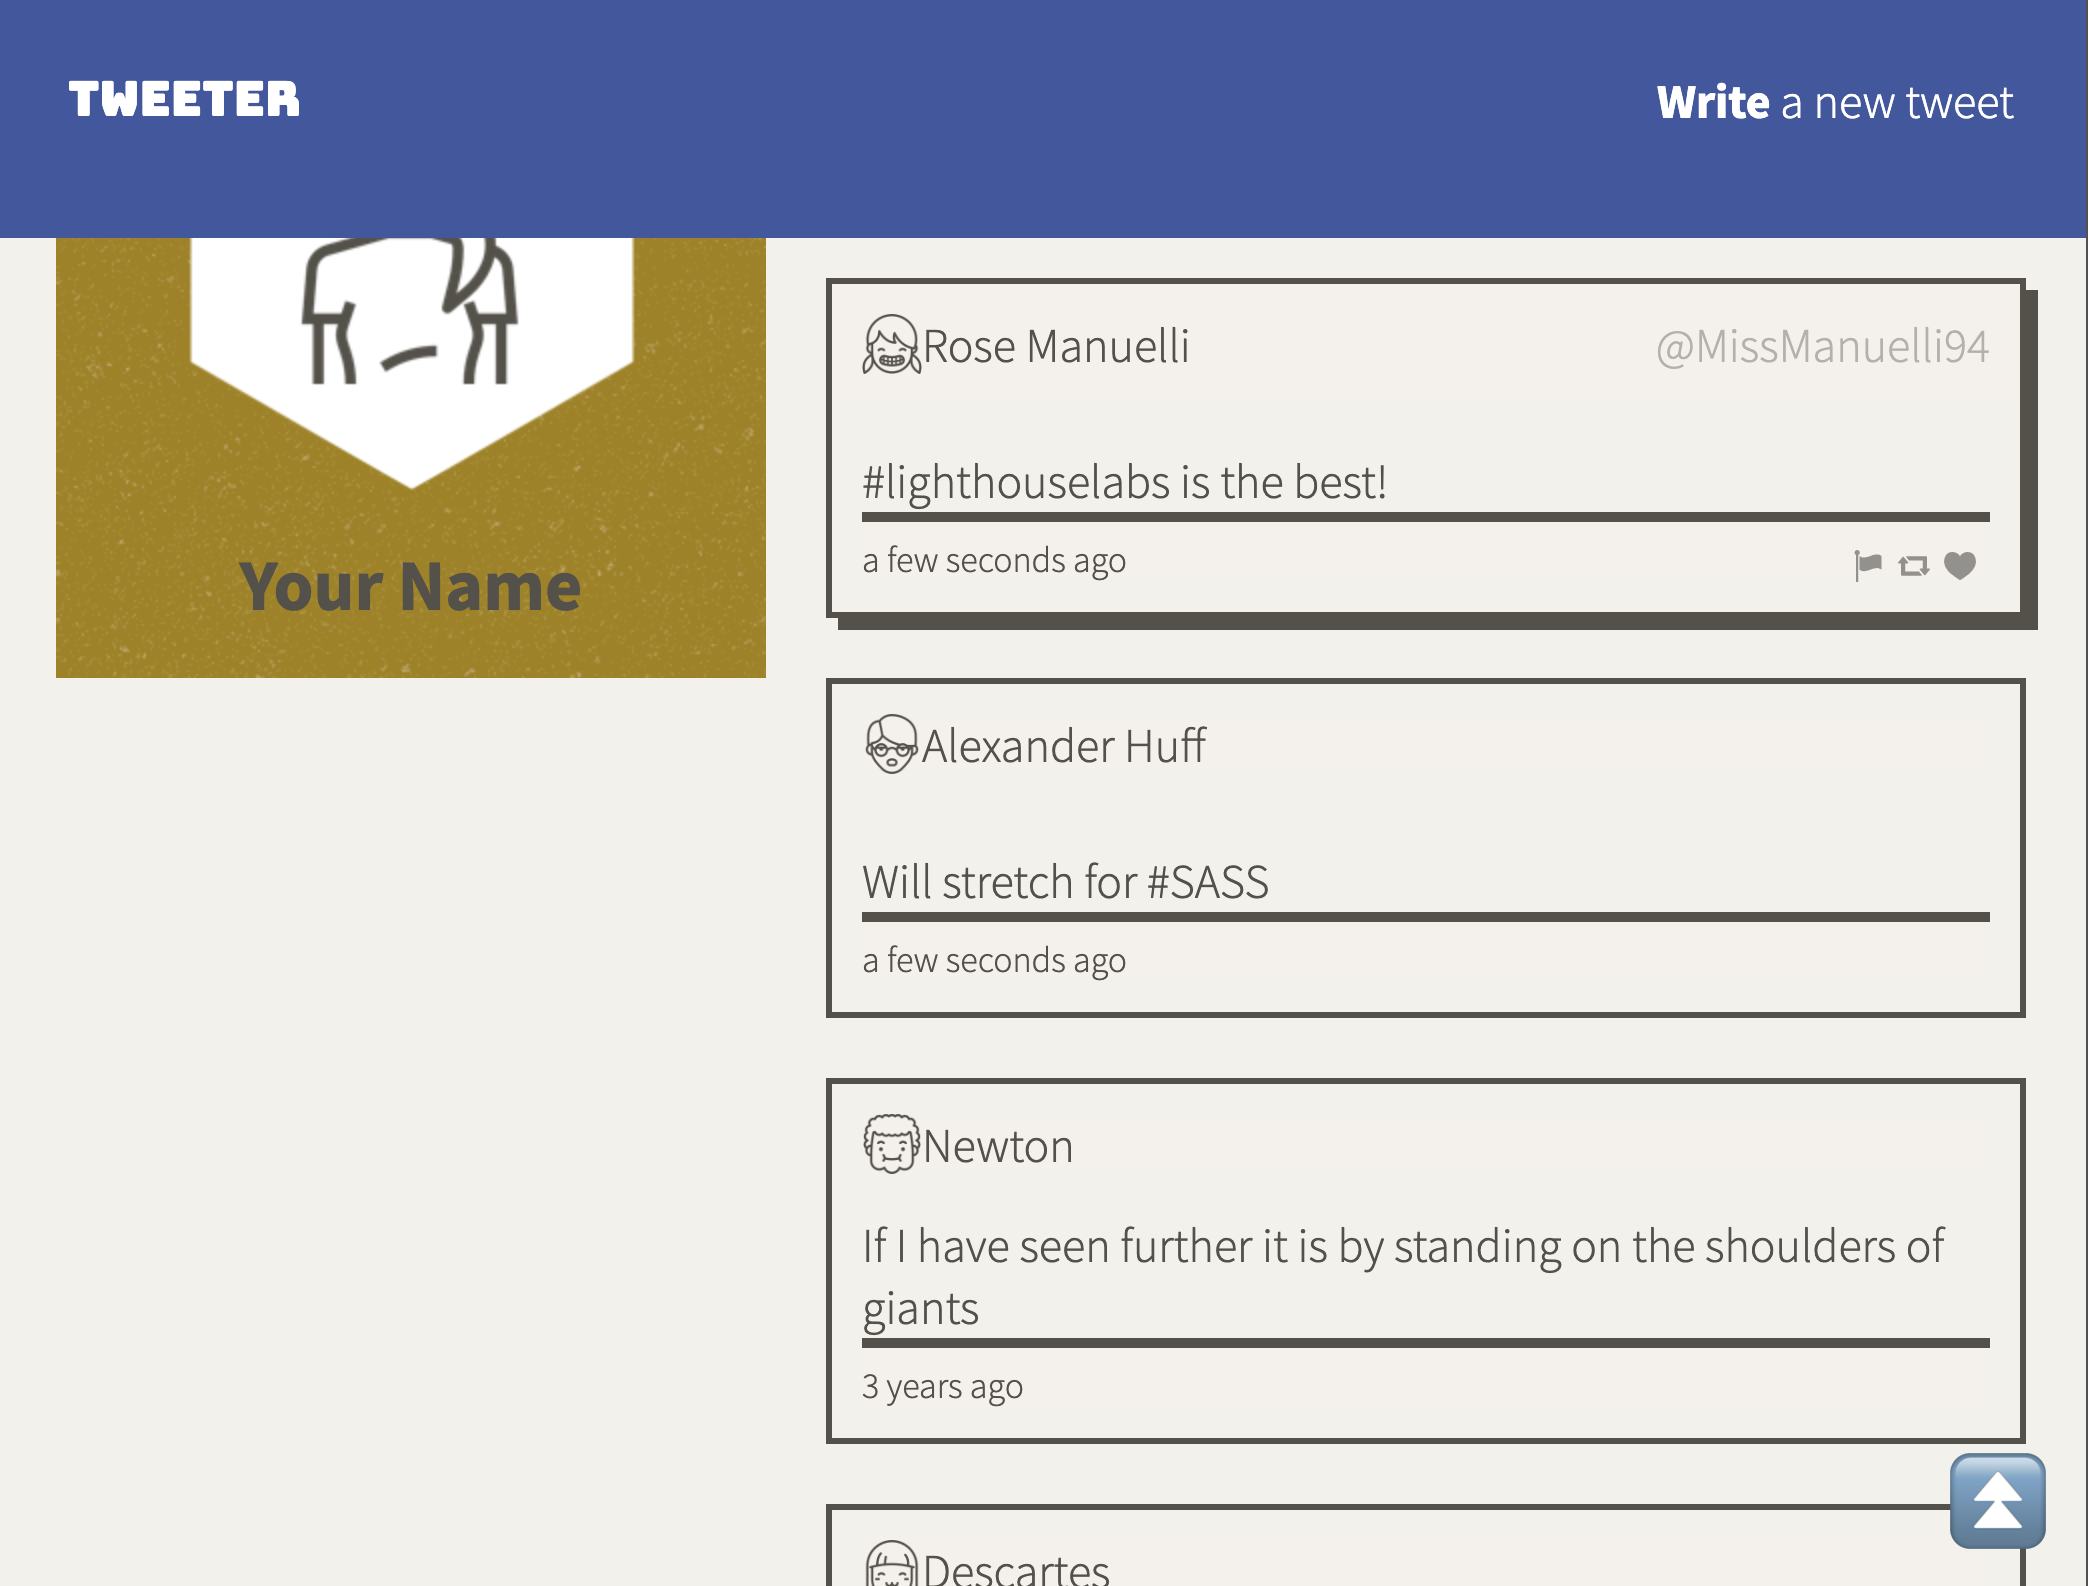 TWEETER
Write a new tweet
Your Name
Rose Manuelli
@MissManuelli94
#lighthouselabs is the best!
a few seconds ago
Alexander Huff
Will stretch for #SASS
a few seconds ago
Newton
If I have seen further it is by standing on the shoulders of
giants
3 years ago
Descartes